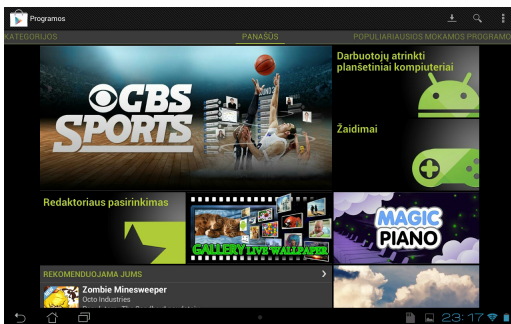 Programos
KATEGORIJOS
PANAŠŪS
POPULIARIAUSIOS MOKAMOS PROGRAMO
CBS
SPORTS
Darbuotojų atrinkti
planšetiniai kompiuteriai
Žaidimai
Redaktoriaus pasirinkimas
GALLERY LIVE WALLPAPER
MAGIC
PIANO
REKOMENDUOJAMA JUMS
Zombie Minesweeper
Octo Industries
23:17